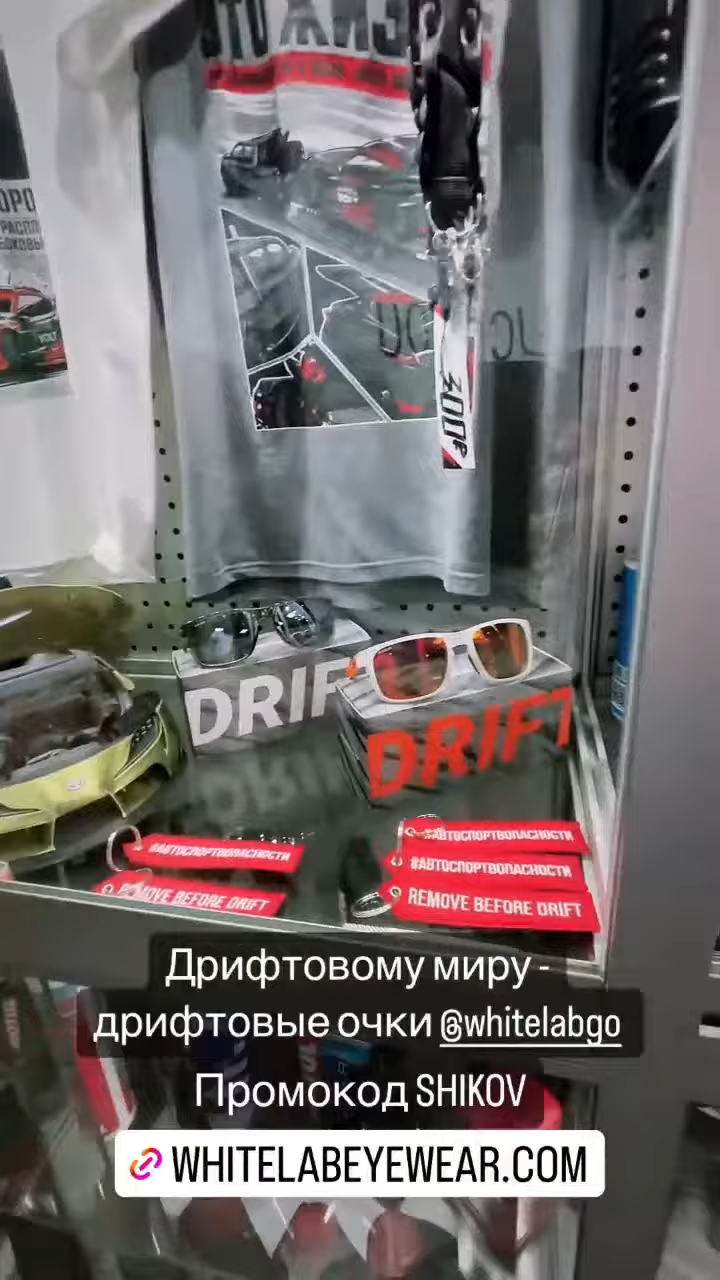 DRIFT
DRIFT
#АВТОСПОРТВОПАСНОСТИ
#АВТОСПОРТВОПАСНОСТИ
#АВТОСПОРТВОПАСНОСТИ
REMOVE BEFORE DRIFT
REMOVE BEFORE DRIFT
Дрифтовому миру -
дрифтовые очки @whitelabgo
Промокод SHIKOV
WHITELABEYEWEAR.COM